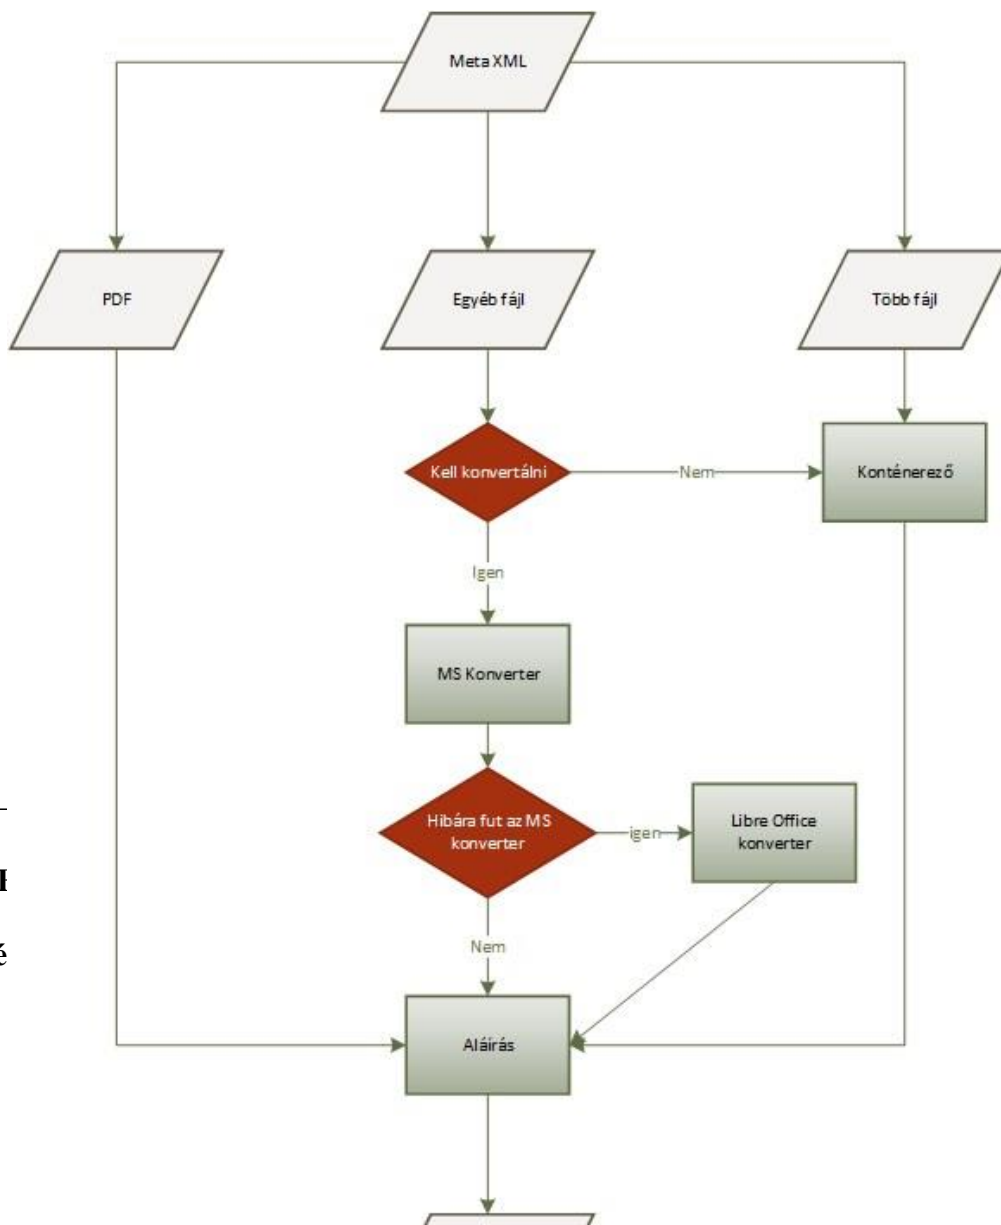 Meta XML
PDF
Egyéb fájl
Több fájl
Kell konvertálni
Nem
Konténerező
Igen
MS Konverter
Hibára fut az MS
konverter
igen
Libre Office
konverter
é
Nem
Aláírás